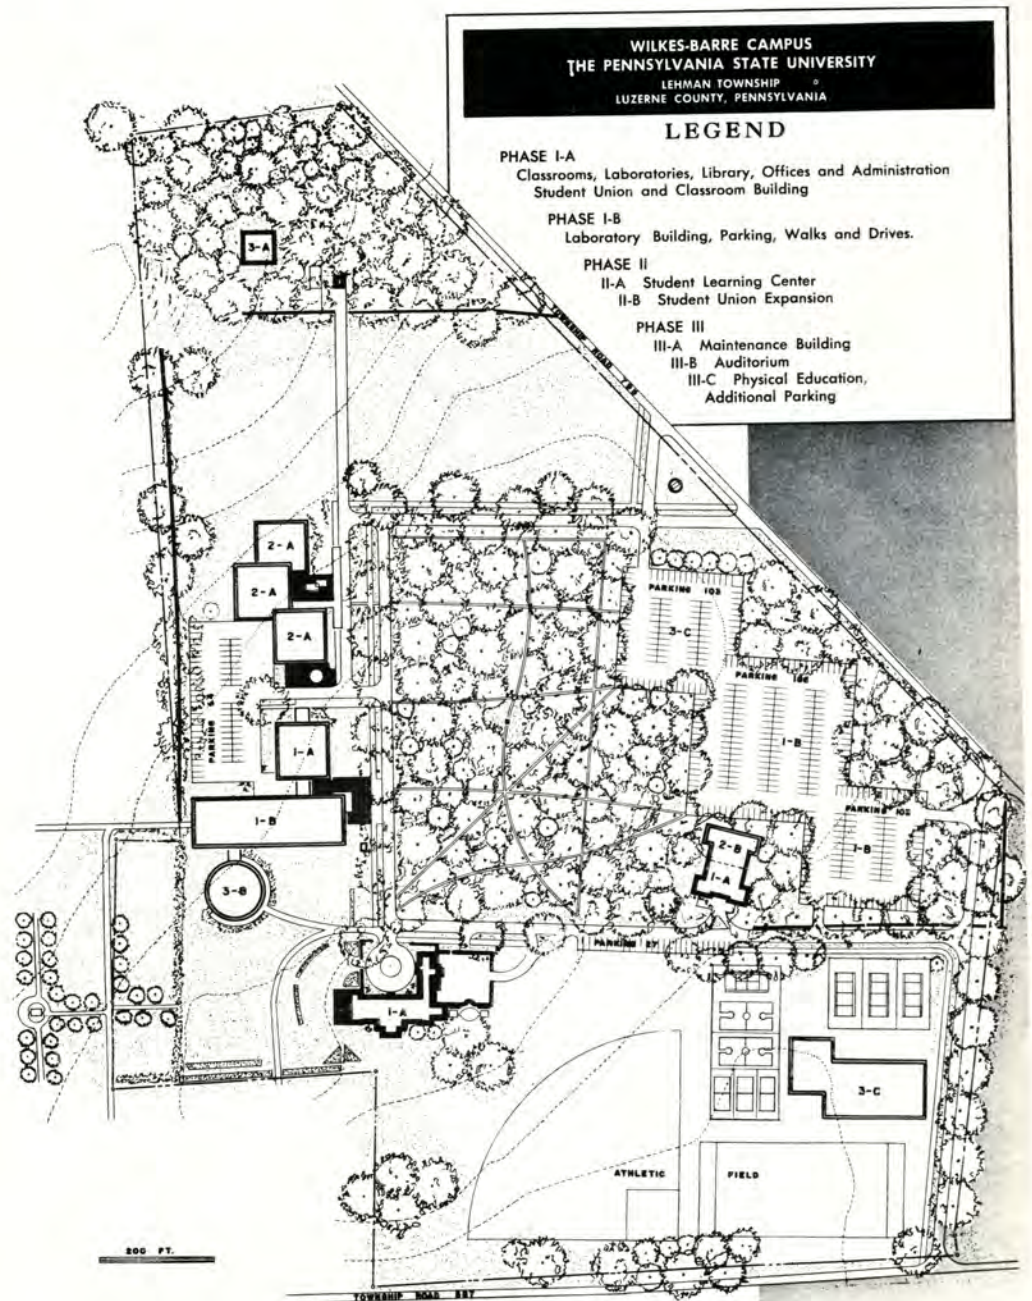 WILKES-BARRE CAMPUS
THE PENNSYLVANIA STATE UNIVERSITY
LEHMAN TOWNSHIP
LUZERNE COUNTY, PENNSYLVANIA
LEGEND
PHASE I-A
Classrooms, Laboratories, Library, Offices and Administration
Student Union and Classroom Building
PHASE I-B
Laboratory Building, Parking, Walks and Drives.
PHASE II
II-A Student Learning Center
II-B Student Union Expansion
PHASE III
III-A Maintenance Building
III-B Auditorium
III-C Physical Education,
Additional Parking
3-A
TOWNSHIP ROAD
2-A
2-A
2-A
PARKING 103
3-C
PARKING
1-B
PARKING
1-A
1-B
PARKING
1-B
2-B
1-A
3-B
PARKING 27
1-A
3-C
ATHLETIC FIELD
200 FT.
TOWNSHIP ROAD